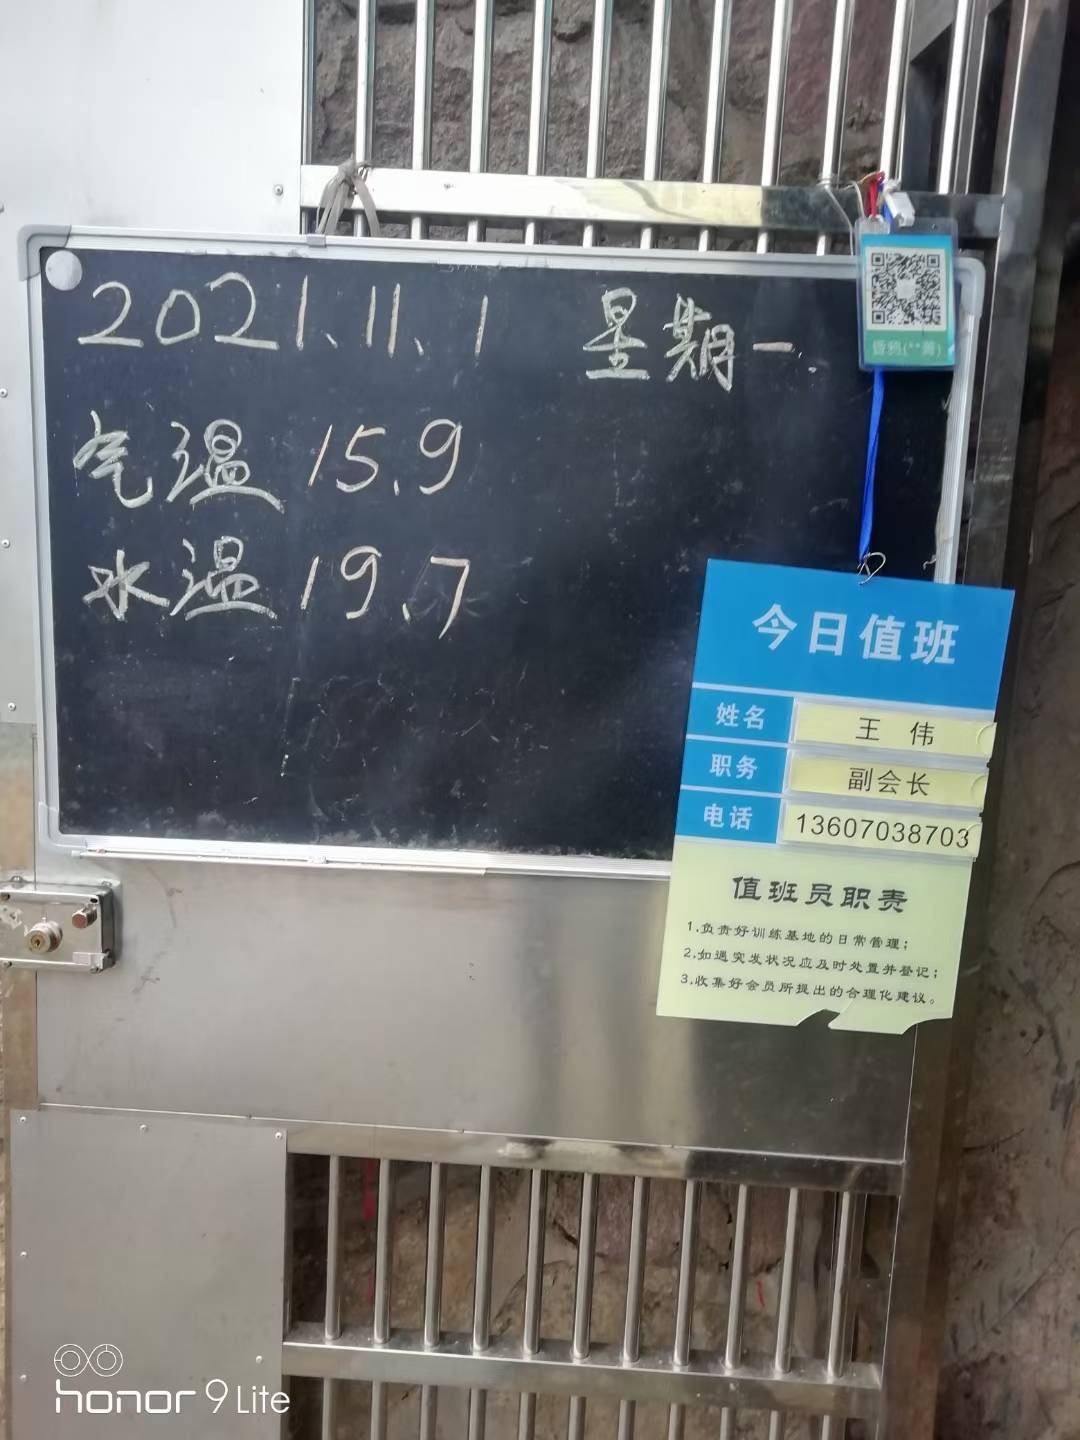 2021.11.1 星期一.
气温 15.9
水温 19.7
今日值班
姓名 王 伟
职务 副会长
电话 13607038703
值班员职责
1.负责好训练基地的日常管理;
2.如遇突发状况应及时处置并登记;
3.收集好会员所提出的合理化建议。
honor 9 Lite